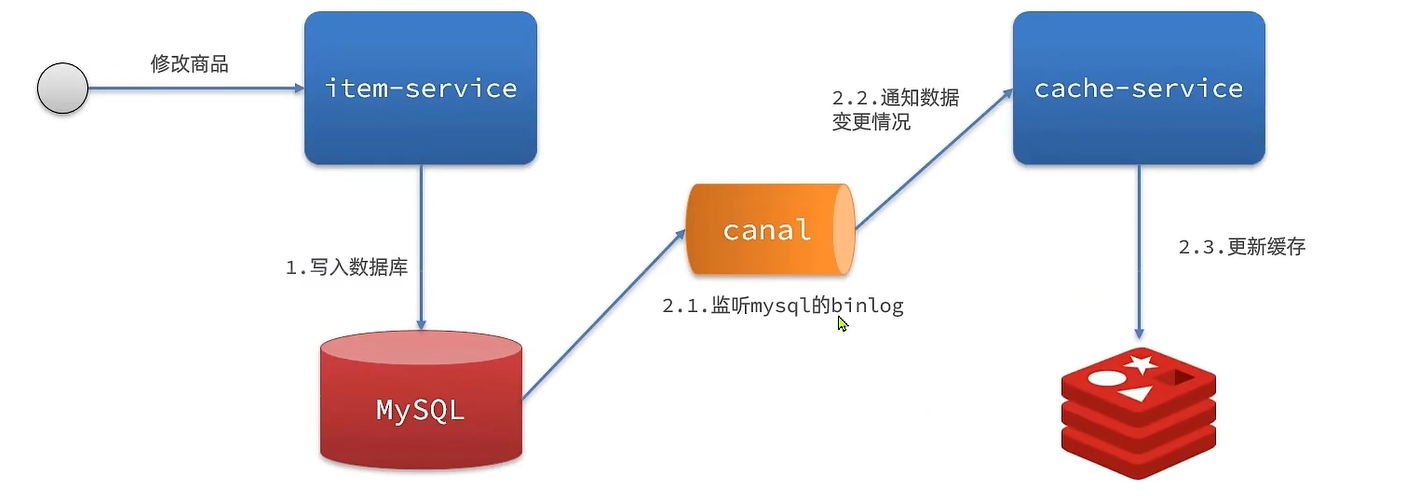 修改商品
item-service
cache-service
2.2.通知数据
变更情况
canal
1.写入数据库
2.3.更新缓存
2.1.监听mysql的binlog
MySQL